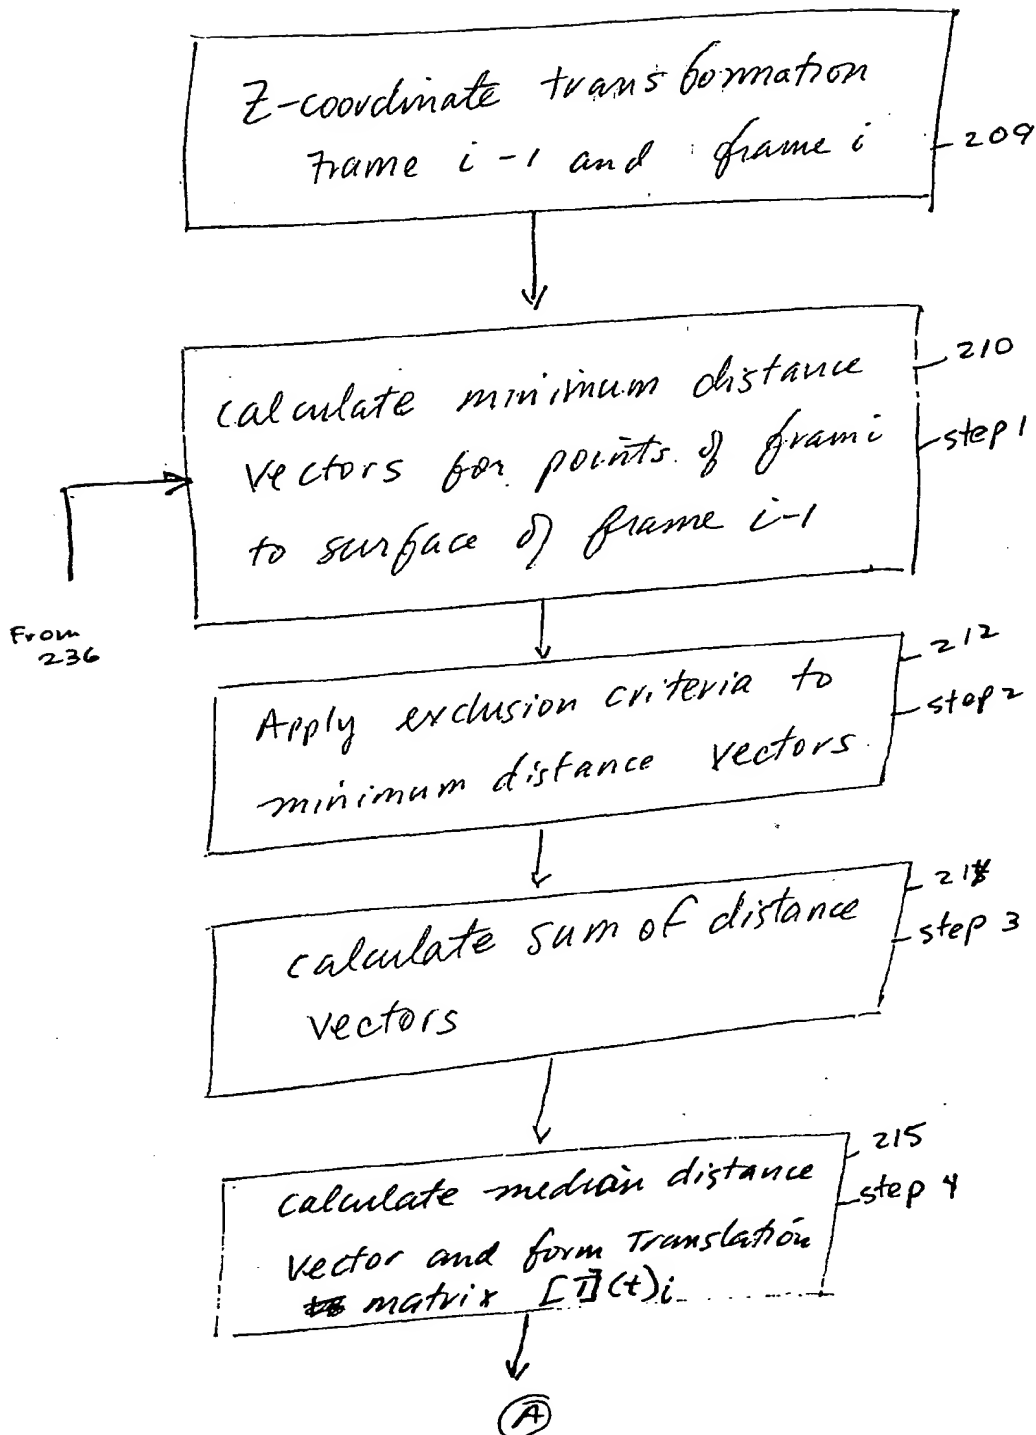 Z-coordinate transformation
Frame i-1 and frame i
209
calculate minimum distance
vectors for points of frami
to surface of frame i-1
210
step 1
From
236
Apply exclusion criteria to
minimum distance vectors
212
step 2
calculate sum of distance
vectors
step 3
calculate median distance
vector and form Translation
matrix [T](t)i
215
step 4
A